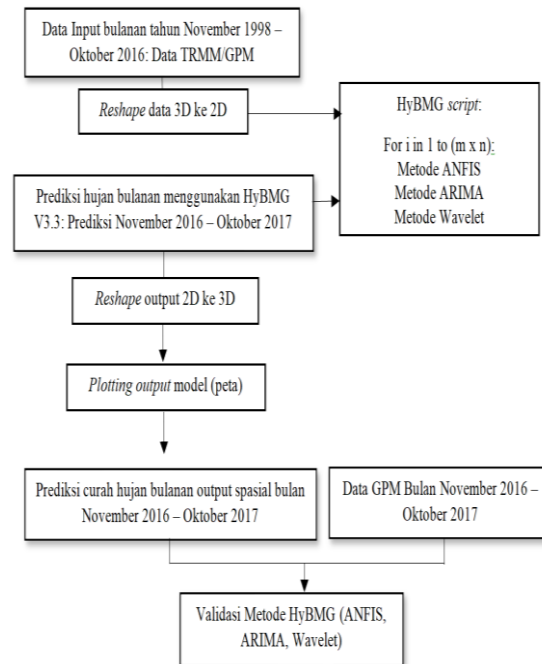 Data Input bulanan tahun November 1998 –
Oktober 2016: Data TRMM/GPM
Reshape data 3D ke 2D
HyBMG script:
For i in 1 to (m x n):
Metode ANFIS
Metode ARIMA
Metode Wavelet
Prediksi hujan bulanan menggunakan HyBMG
V3.3: Prediksi November 2016 – Oktober 2017
Reshape output 2D ke 3D
Plotting output model (peta)
Prediksi curah hujan bulanan output spasial bulan
November 2016 – Oktober 2017
Data GPM Bulan November 2016 –
Oktober 2017
Validasi Metode HyBMG (ANFIS,
ARIMA, Wavelet)